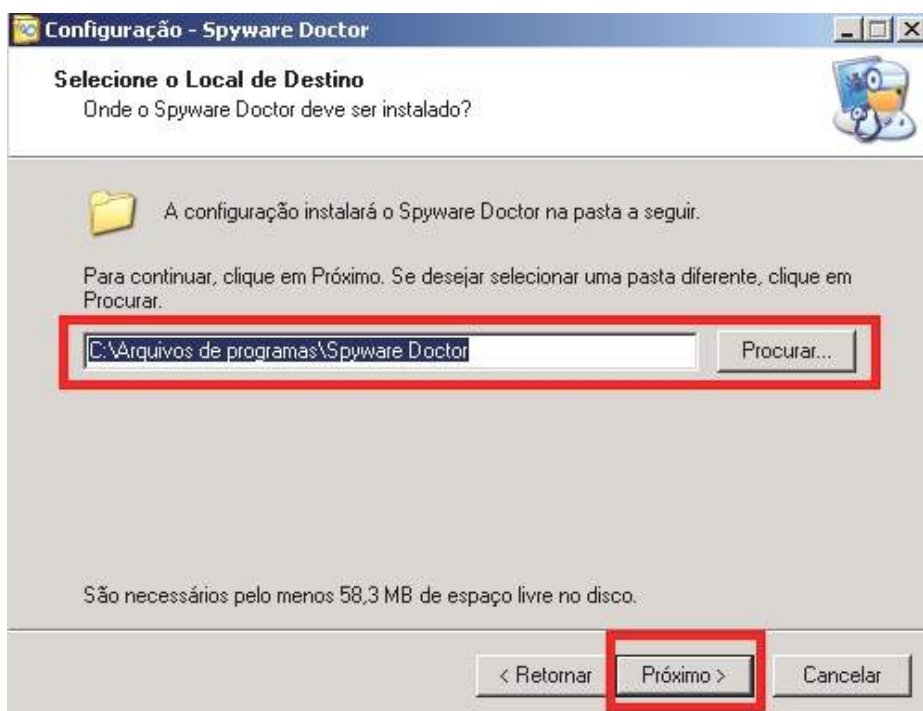 Configuração - Spyware Doctor
Selecione o Local de Destino
Onde o Spyware Doctor deve ser instalado?
A configuração instalará o Spyware Doctor na pasta a seguir.
Para continuar, clique em Próximo. Se desejar selecionar uma pasta diferente, clique em
Procurar.
C:\Arquivos de programas\Spyware Doctor
Procurar...
São necessários pelo menos 58,3 MB de espaço livre no disco.
< Retornar
Próximo >
Cancelar